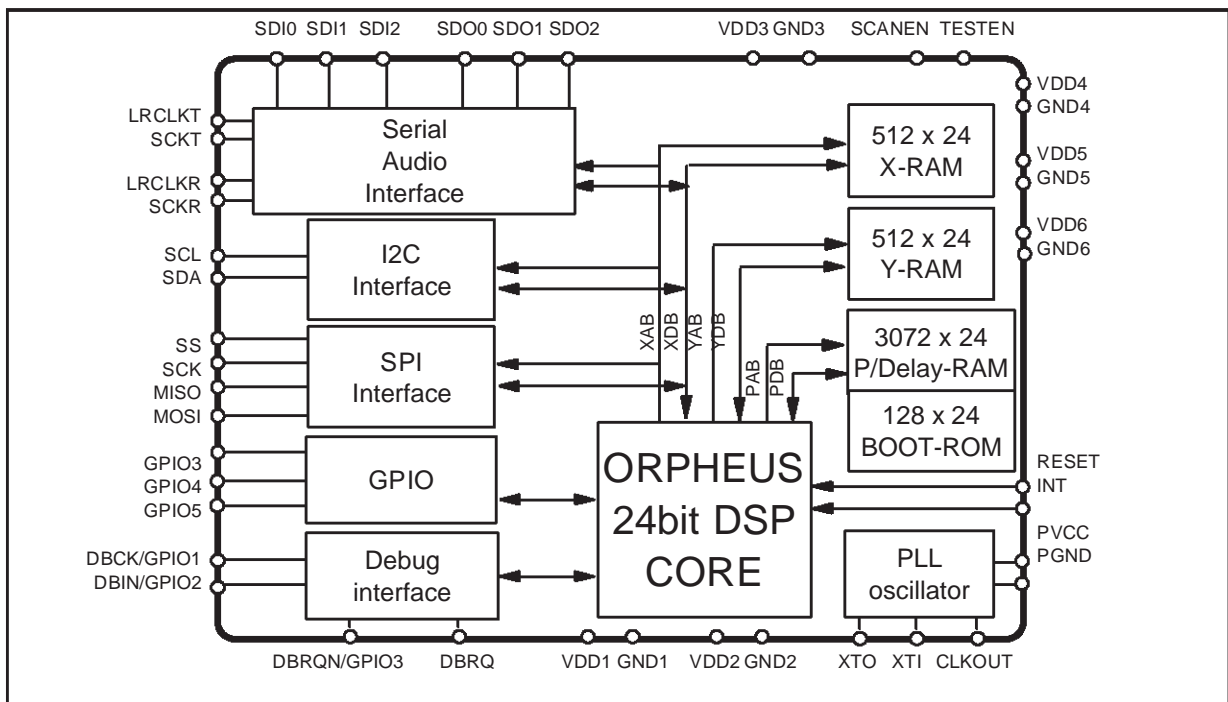 SDI0 SDI1 SDI2 SDO0 SDO1 SDO2 VDD3 GND3 SCANEN TESTEN
VDD4
GND4
VDD5
GND5
VDD6
GND6
LRCLKT
SCKT
LRCLKR
SCKR
Serial
Audio
Interface
512 x 24
X-RAM
SCL
SDA
I2C
Interface
512 x 24
Y-RAM
XAB
XDB
YAB
YDB
PAB
PDB
SS
SCK
MISO
MOSI
SPI
Interface
3072 x 24
P/Delay-RAM
128 x 24
BOOT-ROM
GPIO3
GPIO4
GPIO5
GPIO
ORPHEUS
24bit DSP
CORE
RESET
INT
DBCK/GPIO1
DBIN/GPIO2
Debug
interface
PLL
oscillator
PVCC
PGND
DBRQN/GPIO3 DBRQ VDD1 GND1 VDD2 GND2 XTO XTI CLKOUT